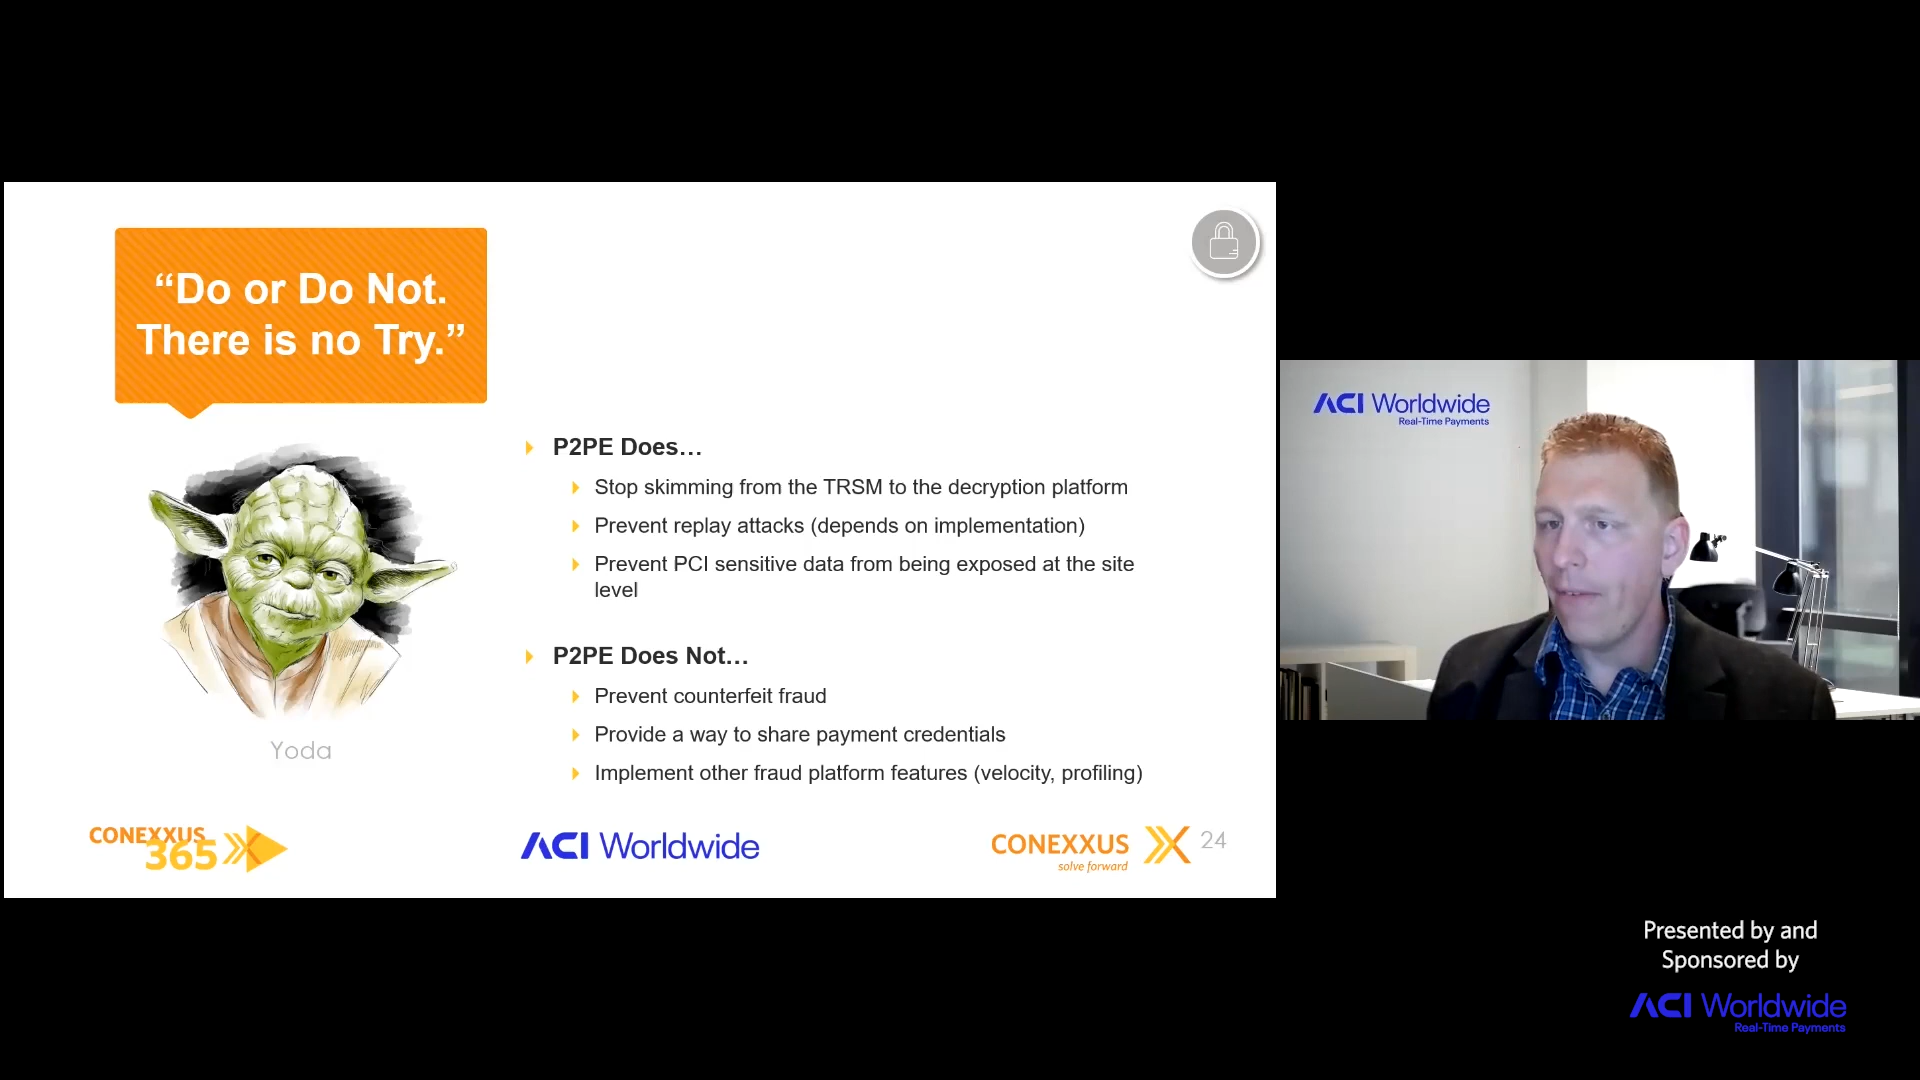 “Do or Do Not.
There is no Try.”
Yoda
P2PE Does…
Stop skimming from the TRSM to the decryption platform
Prevent replay attacks (depends on implementation)
Prevent PCI sensitive data from being exposed at the site
level
P2PE Does Not…
Prevent counterfeit fraud
Provide a way to share payment credentials
Implement other fraud platform features (velocity, profiling)
CONEXXUS
365
ACI Worldwide
CONEXXUS
solve forward
24
ACI Worldwide
Real-Time Payments
Presented by and
Sponsored by
ACI Worldwide
Real-Time Payments